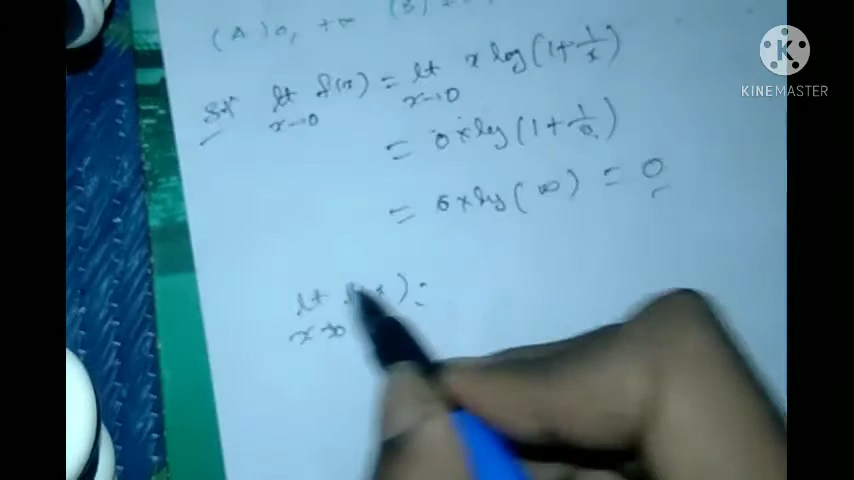 (A) 0, +∞ (B)
KINEMASTER
Sol lt x→0 f(x) = lt x→0 x log(1+1/x)
= 0 x log(1+1/0)
= 0 x log(∞) = 0
lt x→∞ f(x) =